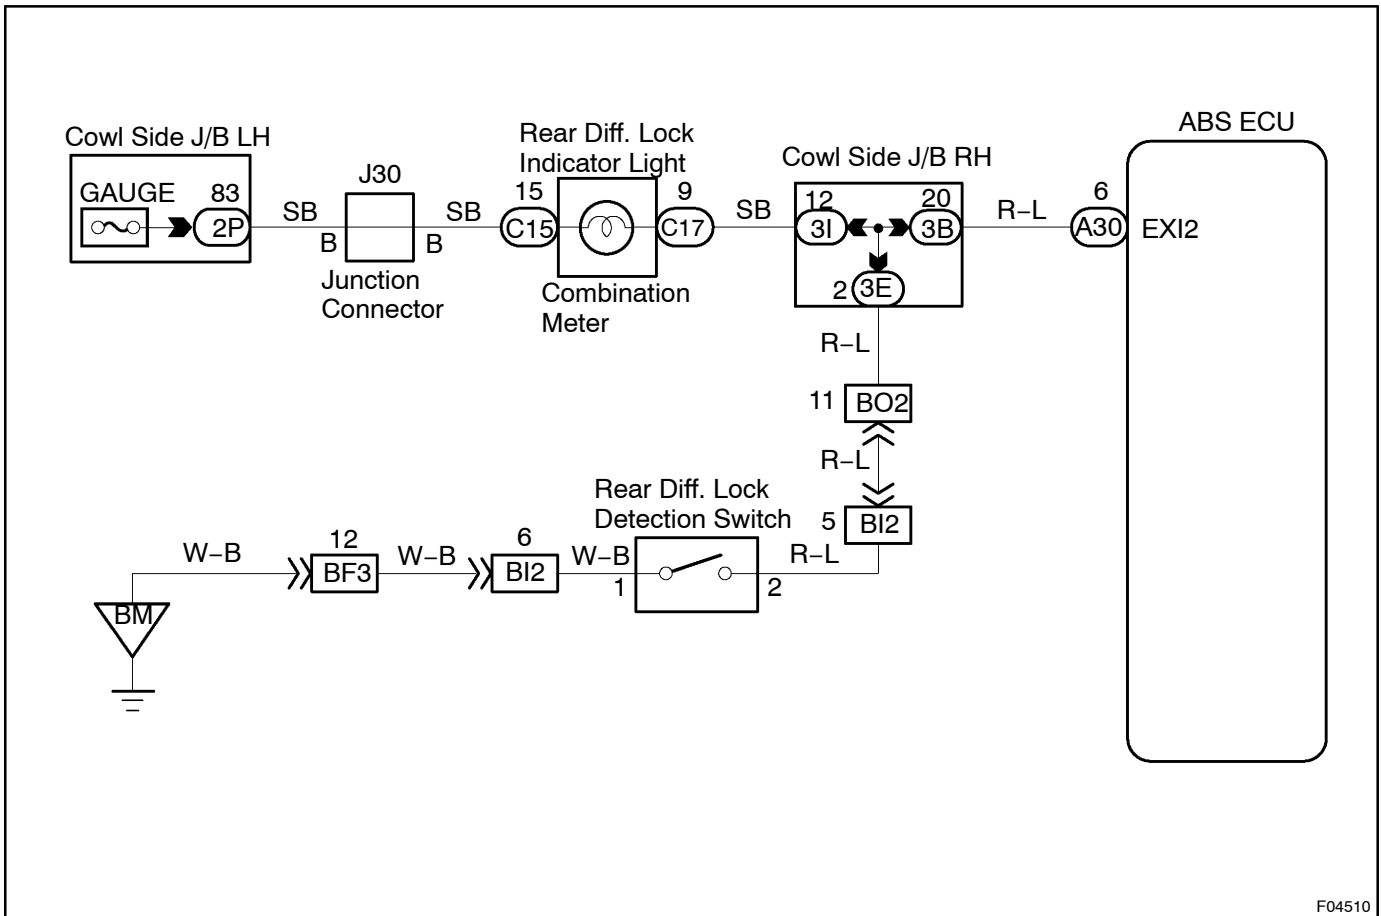 ABS ECU
Cowl Side J/B LH
Rear Diff. Lock
Indicator Light
Cowl Side J/B RH
GAUGE
83
2P
SB
B
J30
SB
B
Junction
Connector
15
C15
9
C17
Combination
Meter
SB
12
3I
20
3B
2
3E
R–L
6
A30
EXI2
R–L
11
BO2
R–L
5
BI2
Rear Diff. Lock
Detection Switch
R–L
2
1
W–B
6
BI2
W–B
12
BF3
W–B
BM
F04510